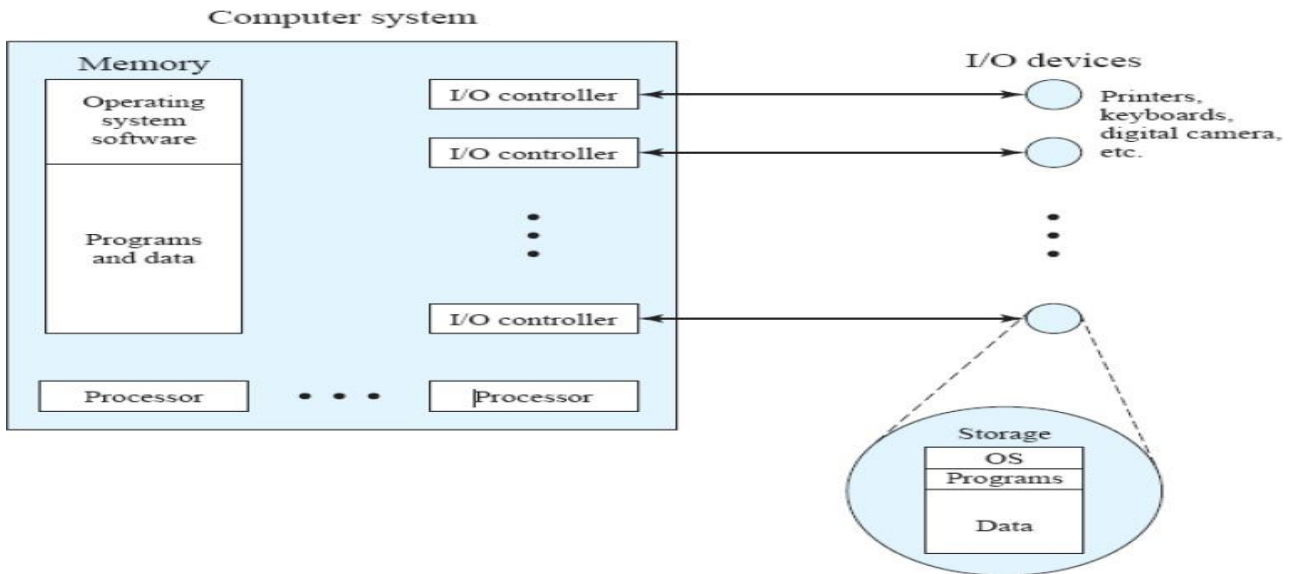 Computer system
Memory
Operating
system
software
Programs
and data
I/O controller
I/O controller
I/O controller
Processor
Processor
I/O devices
Printers,
keyboards,
digital camera,
etc.
Storage
OS
Programs
Data